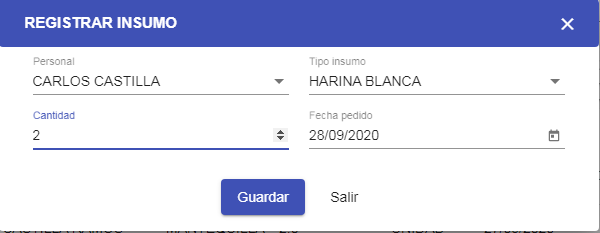 REGISTRAR INSUMO
Personal Tipo insumo
CARLOS CASTILLA HARINA BLANCA
Cantidad Fecha pedido
2 28/09/2020
Guardar Salir